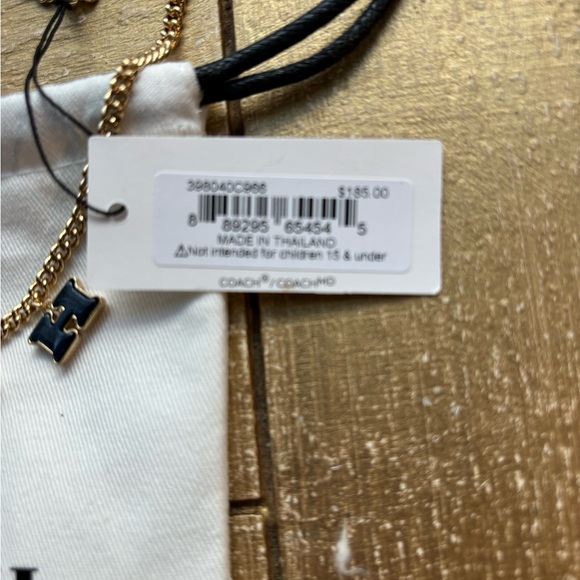 398040C966 $185.00
8 89295 65454 5
MADE IN THAILAND
⚠Not intended for children 15 & under
COACH®/COACHMD
H